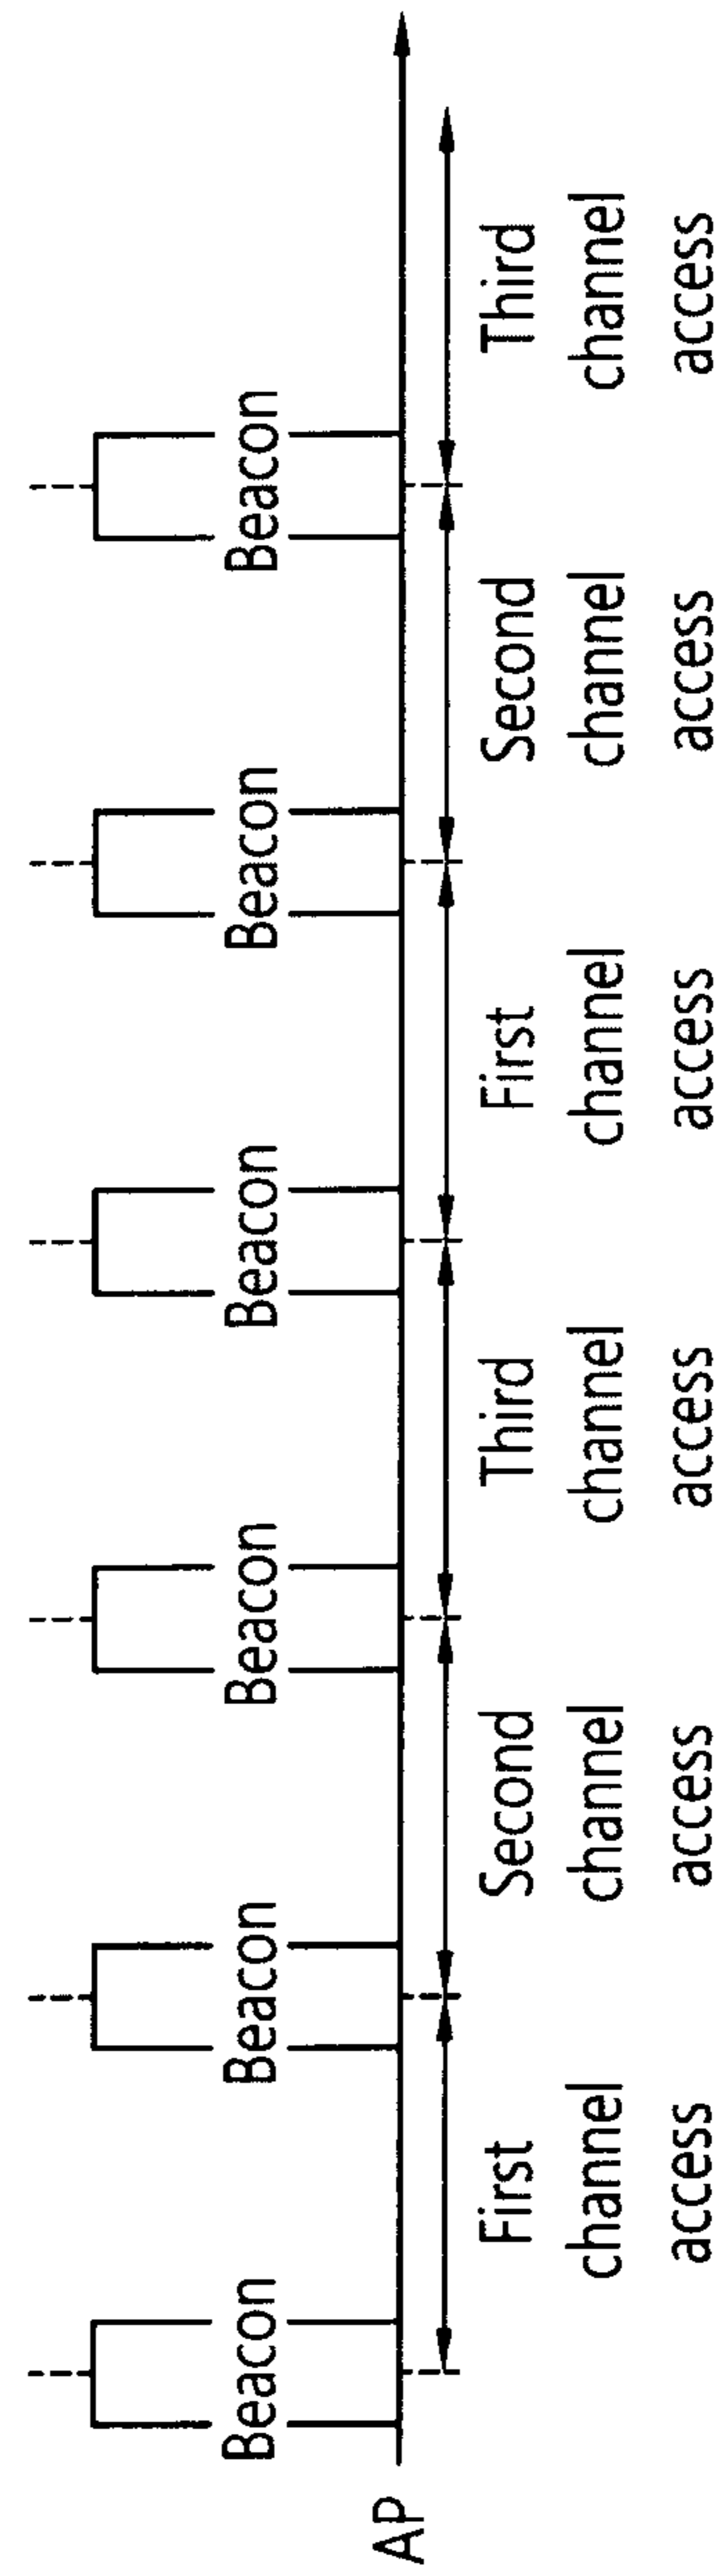 Beacon Beacon Beacon Beacon Beacon Beacon
AP
First Second Third First Second Third
channel channel channel channel channel channel
access access access access access access